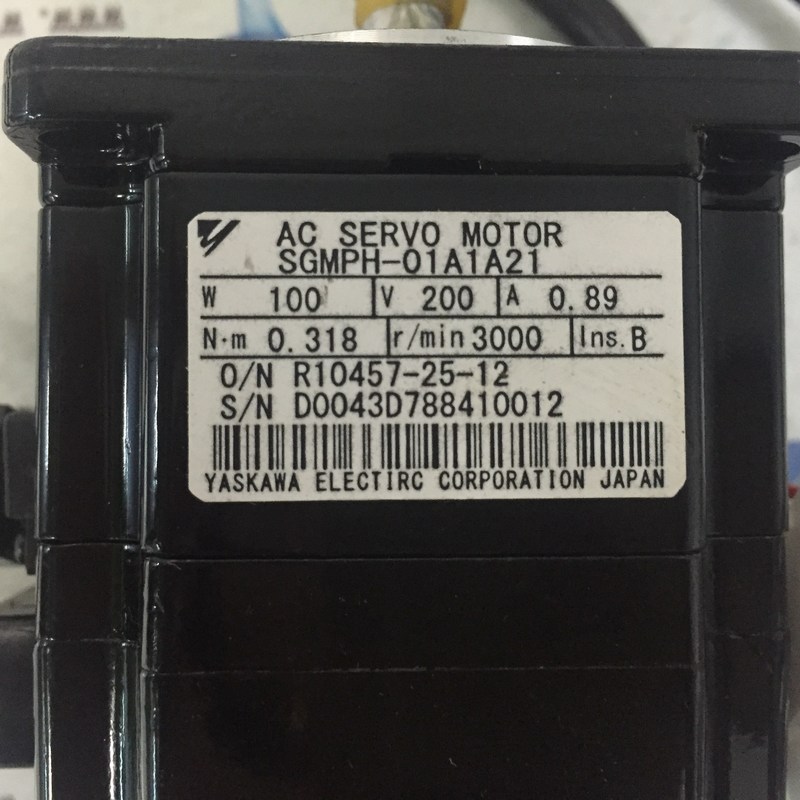 AC SERVO MOTOR
SGMPH-01A1A21
W 100 V 200 A 0.89
N·m 0.318 r/min 3000 Ins. B
O/N R10457-25-12
S/N D0043D788410012
YASKAWA ELECTIRC CORPORATION JAPAN